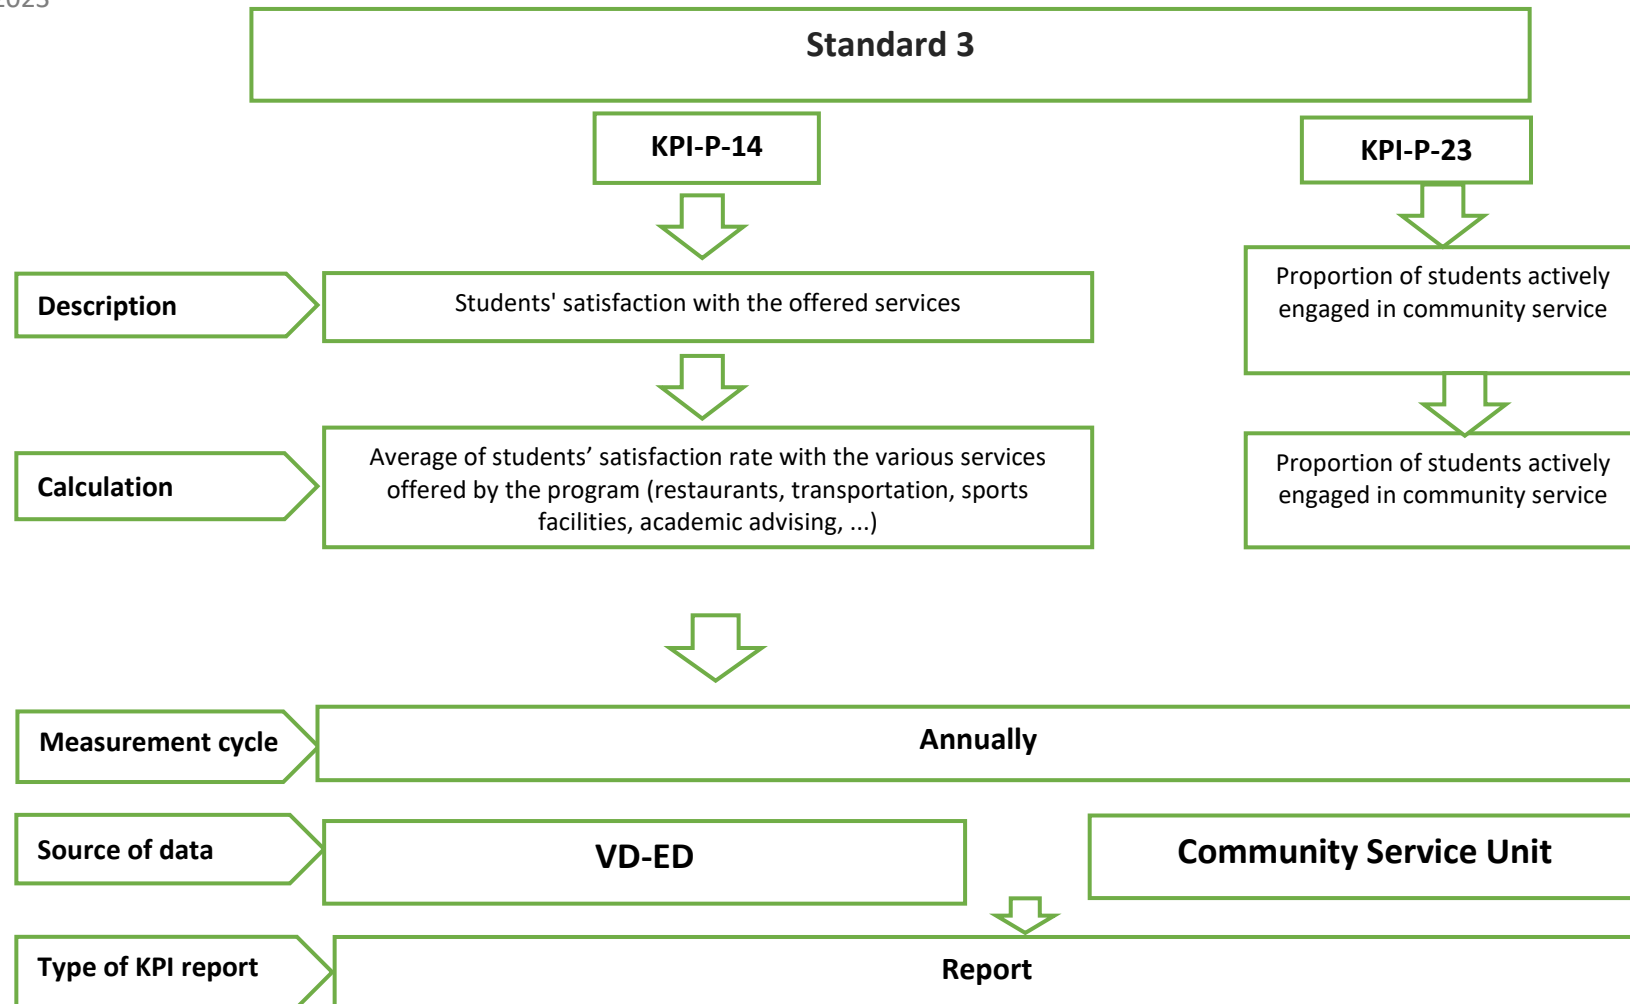 Standard 3
KPI-P-14
KPI-P-23
Description
Students' satisfaction with the offered services
Proportion of students actively
engaged in community service
Calculation
Average of students’ satisfaction rate with the various services
offered by the program (restaurants, transportation, sports
facilities, academic advising, ...)
Proportion of students actively
engaged in community service
Measurement cycle
Annually
Source of data
VD-ED
Community Service Unit
Type of KPI report
Report